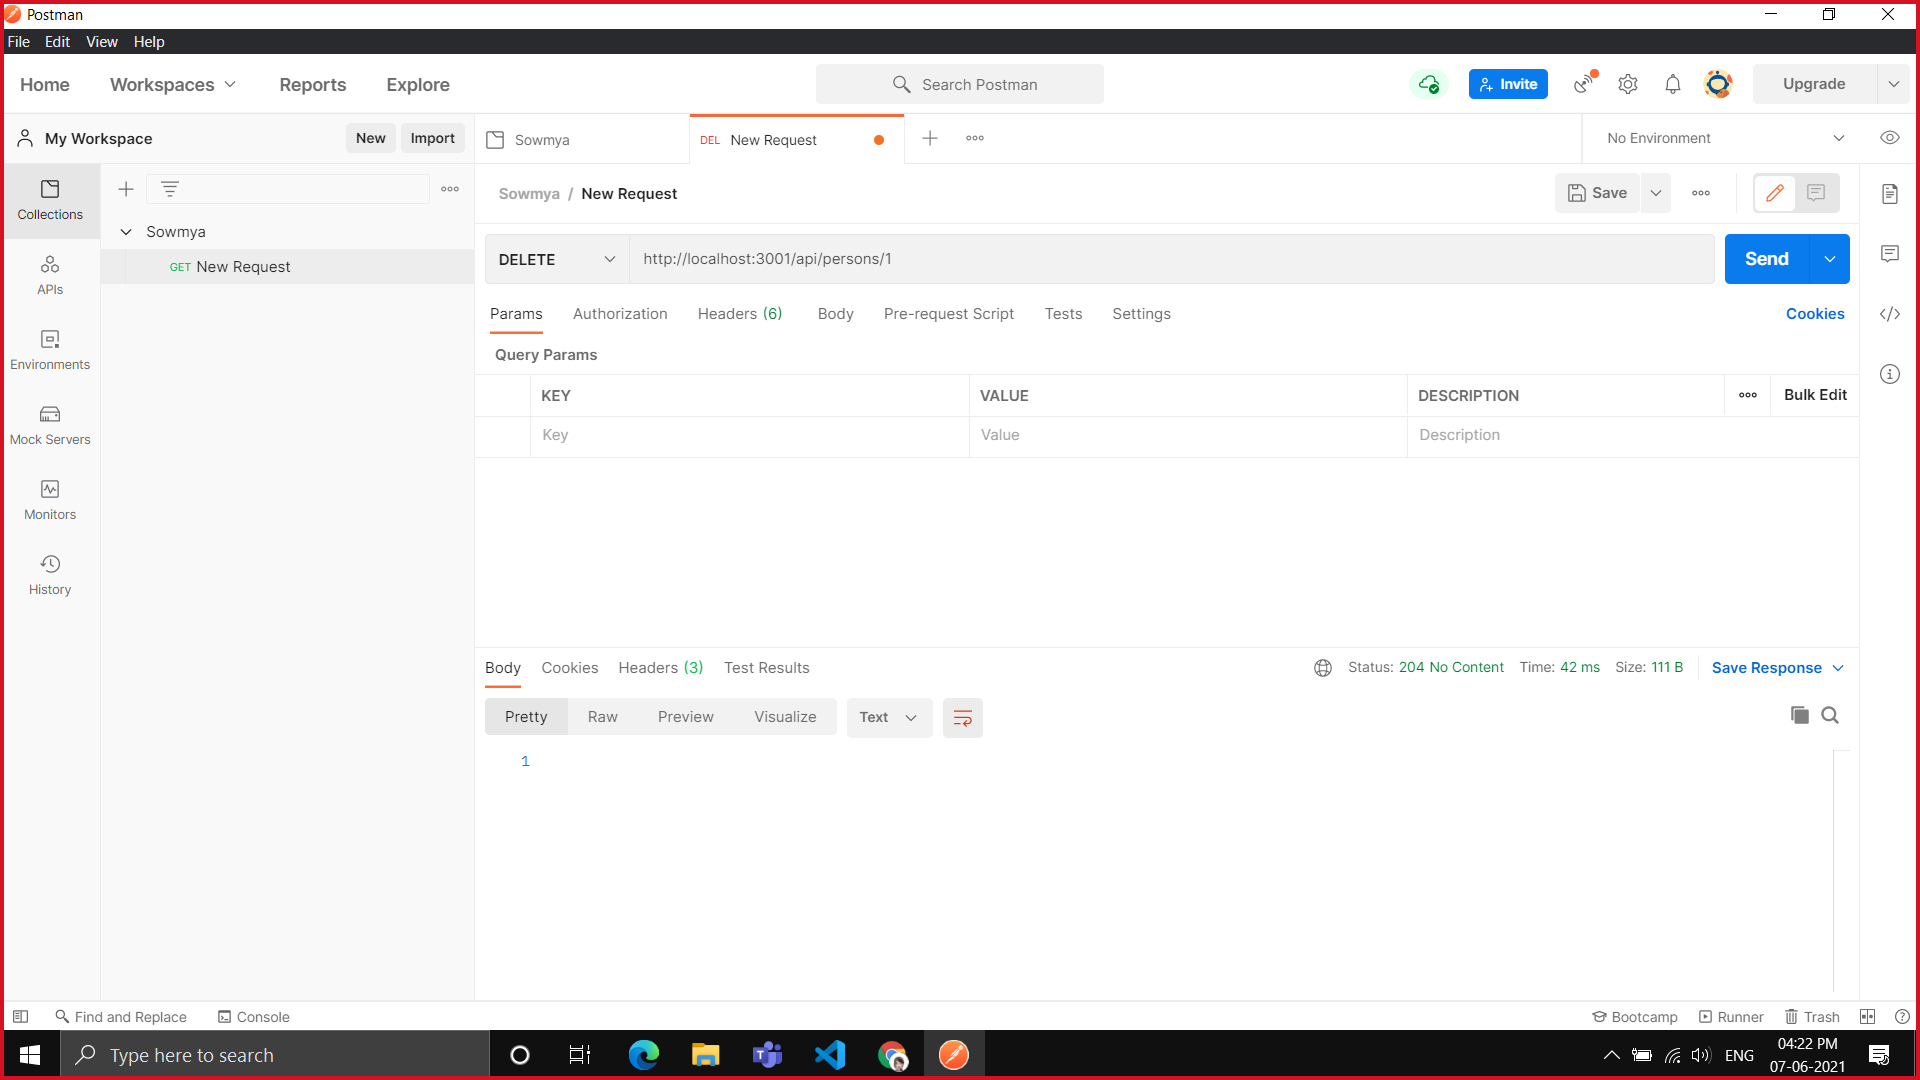 Postman
File Edit View Help
Home Workspaces Reports Explore Search Postman Invite Upgrade
My Workspace New Import Sowmya DEL New Request No Environment
Collections
APIs
Environments
Mock Servers
Monitors
History
Sowmya
GET New Request
Sowmya / New Request Save
DELETE http://localhost:3001/api/persons/1 Send
Params Authorization Headers (6) Body Pre-request Script Tests Settings Cookies
Query Params
KEY VALUE DESCRIPTION Bulk Edit
Key Value Description
Body Cookies Headers (3) Test Results Status: 204 No Content Time: 42 ms Size: 111 B Save Response
Pretty Raw Preview Visualize Text
1
Find and Replace Console Bootcamp Runner Trash
Type here to search ENG 04:22 PM
07-06-2021